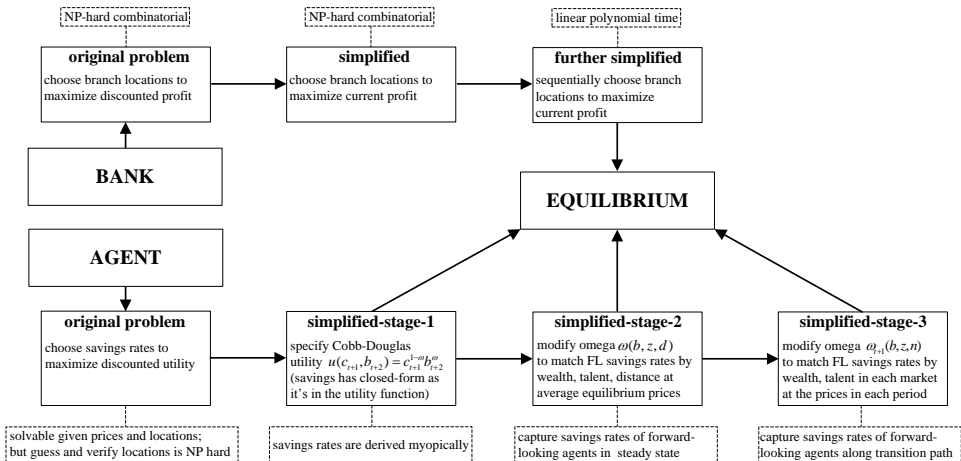 NP-hard combinatorial
original problem
choose branch locations to
maximize discounted profit
NP-hard combinatorial
simplified
choose branch locations to
maximize current profit
linear polynomial time
further simplified
sequentially choose branch
locations to maximize
current profit
BANK
EQUILIBRIUM
AGENT
original problem
choose savings rates to
maximize discounted utility
solvable given prices and locations;
but guess and verify locations is NP hard
simplified-stage-1
specify Cobb-Douglas
utility u(c_{t+1}, b_{t+2}) = c_{t+1}^{1-ω} b_{t+2}^{ω}
(savings has closed-form as
it's in the utility function)
savings rates are derived myopically
simplified-stage-2
modify omega ω(b, z, d)
to match FL savings rates by
wealth, talent, distance at
average equilibrium prices
capture savings rates of forward-
looking agents in steady state
simplified-stage-3
modify omega ω_{t+1}(b, z, n)
to match FL savings rates by
wealth, talent in each market
at the prices in each period
capture savings rates of forward-
looking agents along transition path